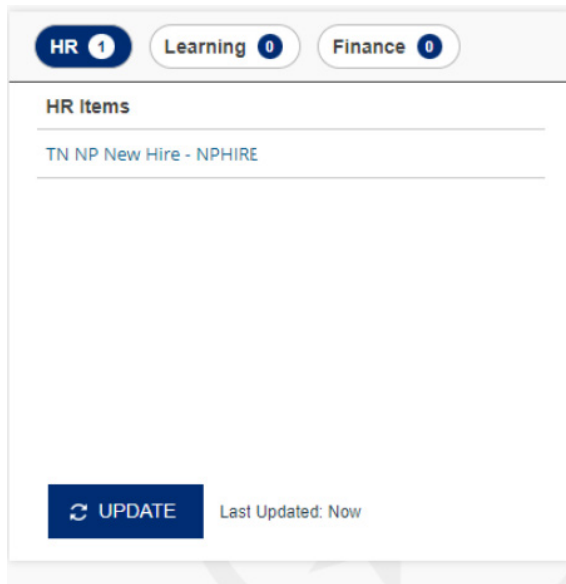 HR 1 Learning 0 Finance 0
HR Items
TN NP New Hire - NPHIRE
UPDATE Last Updated: Now